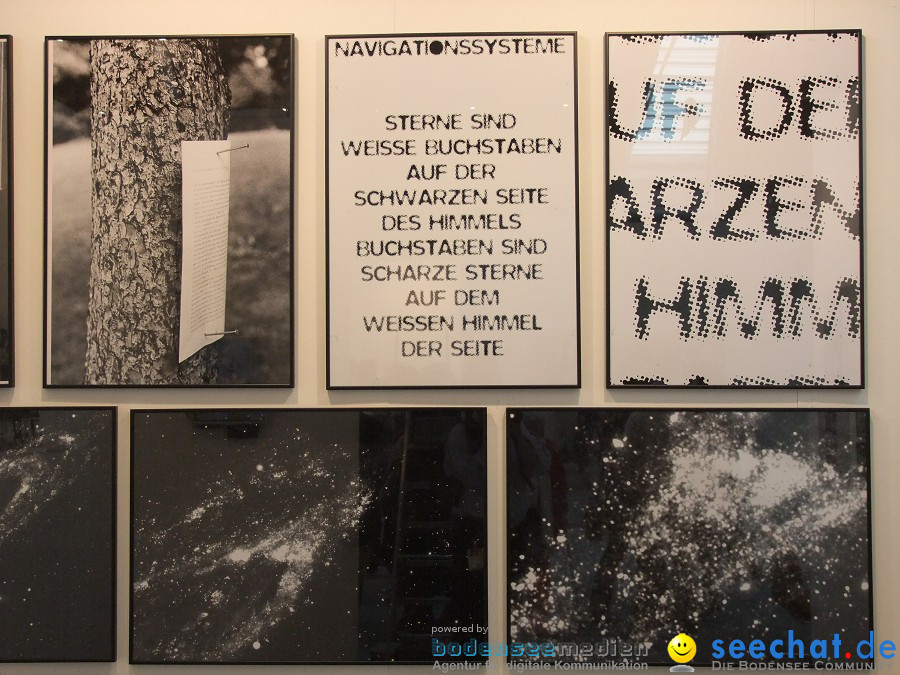 NAVIGATIONSSYSTEME
STERNE SIND
WEISSE BUCHSTABEN
AUF DER
SCHWARZEN SEITE
DES HIMMELS
BUCHSTABEN SIND
SCHARZE STERNE
AUF DEM
WEISSEN HIMMEL
DER SEITE
UF DE
ARZEN
HIMM
powered by
bodenseemedien
Agentur für digitale Kommunikation
seechat.de
DIE BODENSEE COMMUNITY